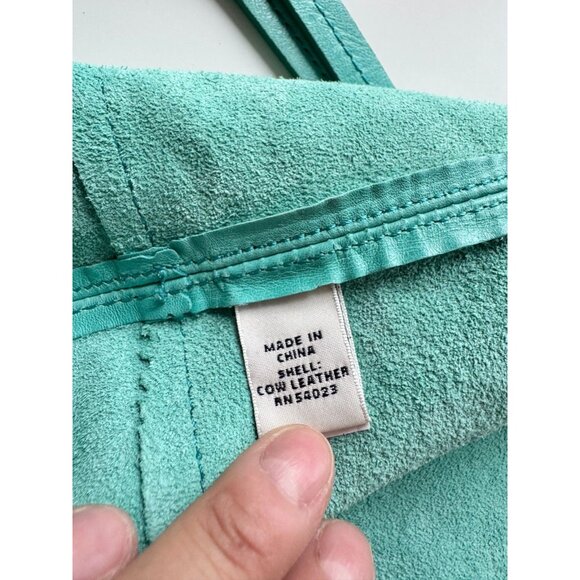 MADE IN
CHINA
SHELL:
COW LEATHER
RN54023